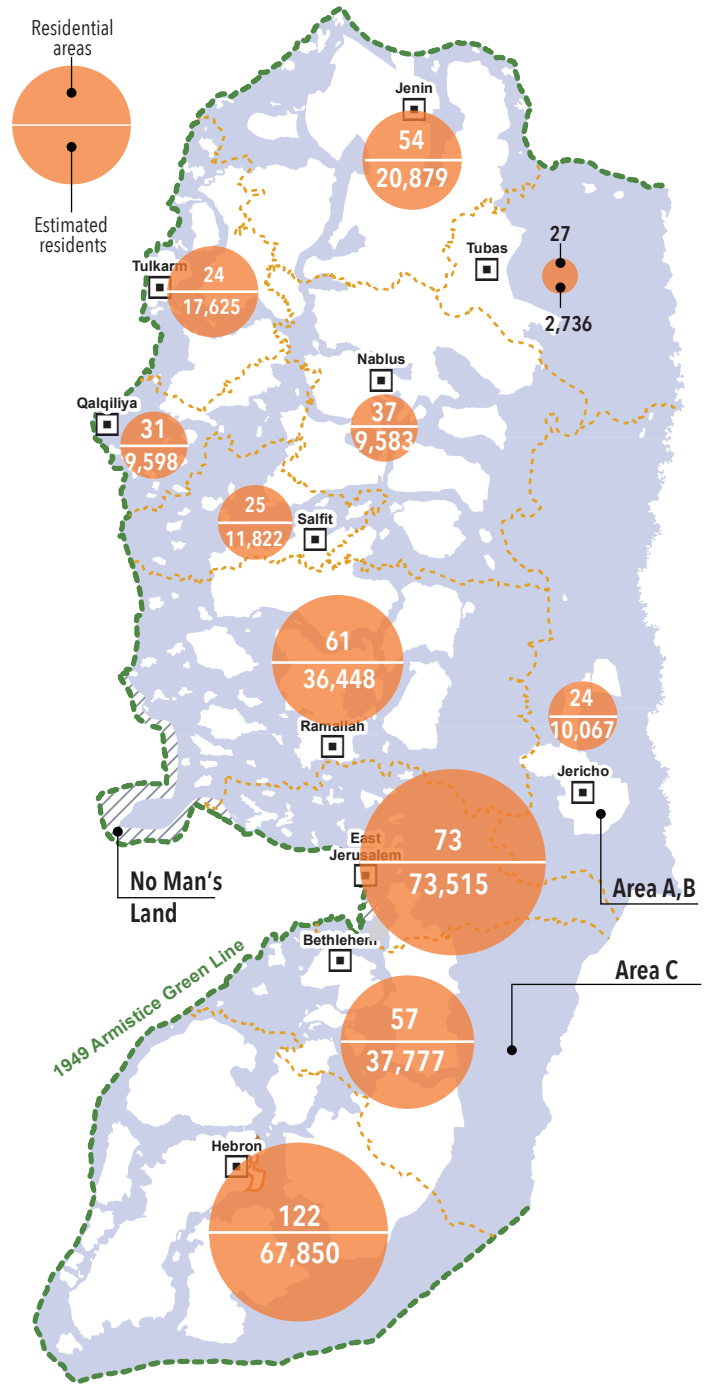 Residential
areas
Estimated
residents
Jenin
54
20,879
Tubas
27
2,736
Tulkarm
24
17,625
Nablus
37
9,583
Qalqiliya
31
9,598
25
11,822
Salfit
61
36,448
Ramallah
24
10,067
Jericho
No Man's
Land
East
Jerusalem
73
73,515
Area A,B
Bethlehem
Area C
1949 Armistice Green Line
57
37,777
Hebron
122
67,850